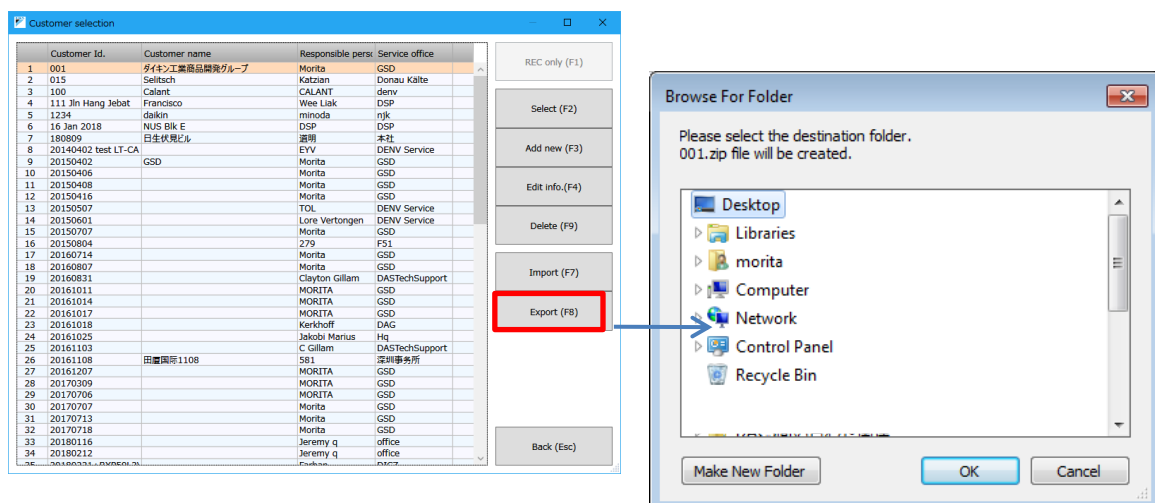 Customer selection
Customer Id. Customer name Responsible perso Service office
1 001 ダイキン工業商品開発グループ Morita GSD
2 015 Selitsch Katzian Donau Kälte
3 100 Calant CALANT denv
4 111 Jln Hang Jebat Francisco Wee Liak DSP
5 1234 daikin minoda njk
6 16 Jan 2018 NUS Blk E DSP DSP
7 180809 日生伏見ビル 道明 本社
8 20140402 test LT-CA EYV DENV Service
9 20150402 GSD Morita GSD
10 20150406 Morita GSD
11 20150408 Morita GSD
12 20150416 Morita GSD
13 20150507 TOL DENV Service
14 20150601 Lore Vertongen DENV Service
15 20150707 Morita GSD
16 20150804 279 F51
17 20160714 Morita GSD
18 20160807 Morita GSD
19 20160831 Clayton Gillam DASTechSupport
20 20161011 MORITA GSD
21 20161014 MORITA GSD
22 20161017 MORITA GSD
23 20161018 Kerkhoff DAG
24 20161025 Jakobi Marius Hq
25 20161103 C Gillam DASTechSupport
26 20161108 田厦国际1108 581 深圳事务所
27 20161207 MORITA GSD
28 20170309 MORITA GSD
29 20170706 MORITA GSD
30 20170707 Morita GSD
31 20170713 Morita GSD
32 20170718 Morita GSD
33 20180116 Jeremy q office
34 20180212 Jeremy q office
REC only (F1)
Select (F2)
Add new (F3)
Edit info.(F4)
Delete (F9)
Import (F7)
Export (F8)
Back (Esc)
Browse For Folder
Please select the destination folder.
001.zip file will be created.
Desktop
Libraries
morita
Computer
Network
Control Panel
Recycle Bin
Make New Folder OK Cancel